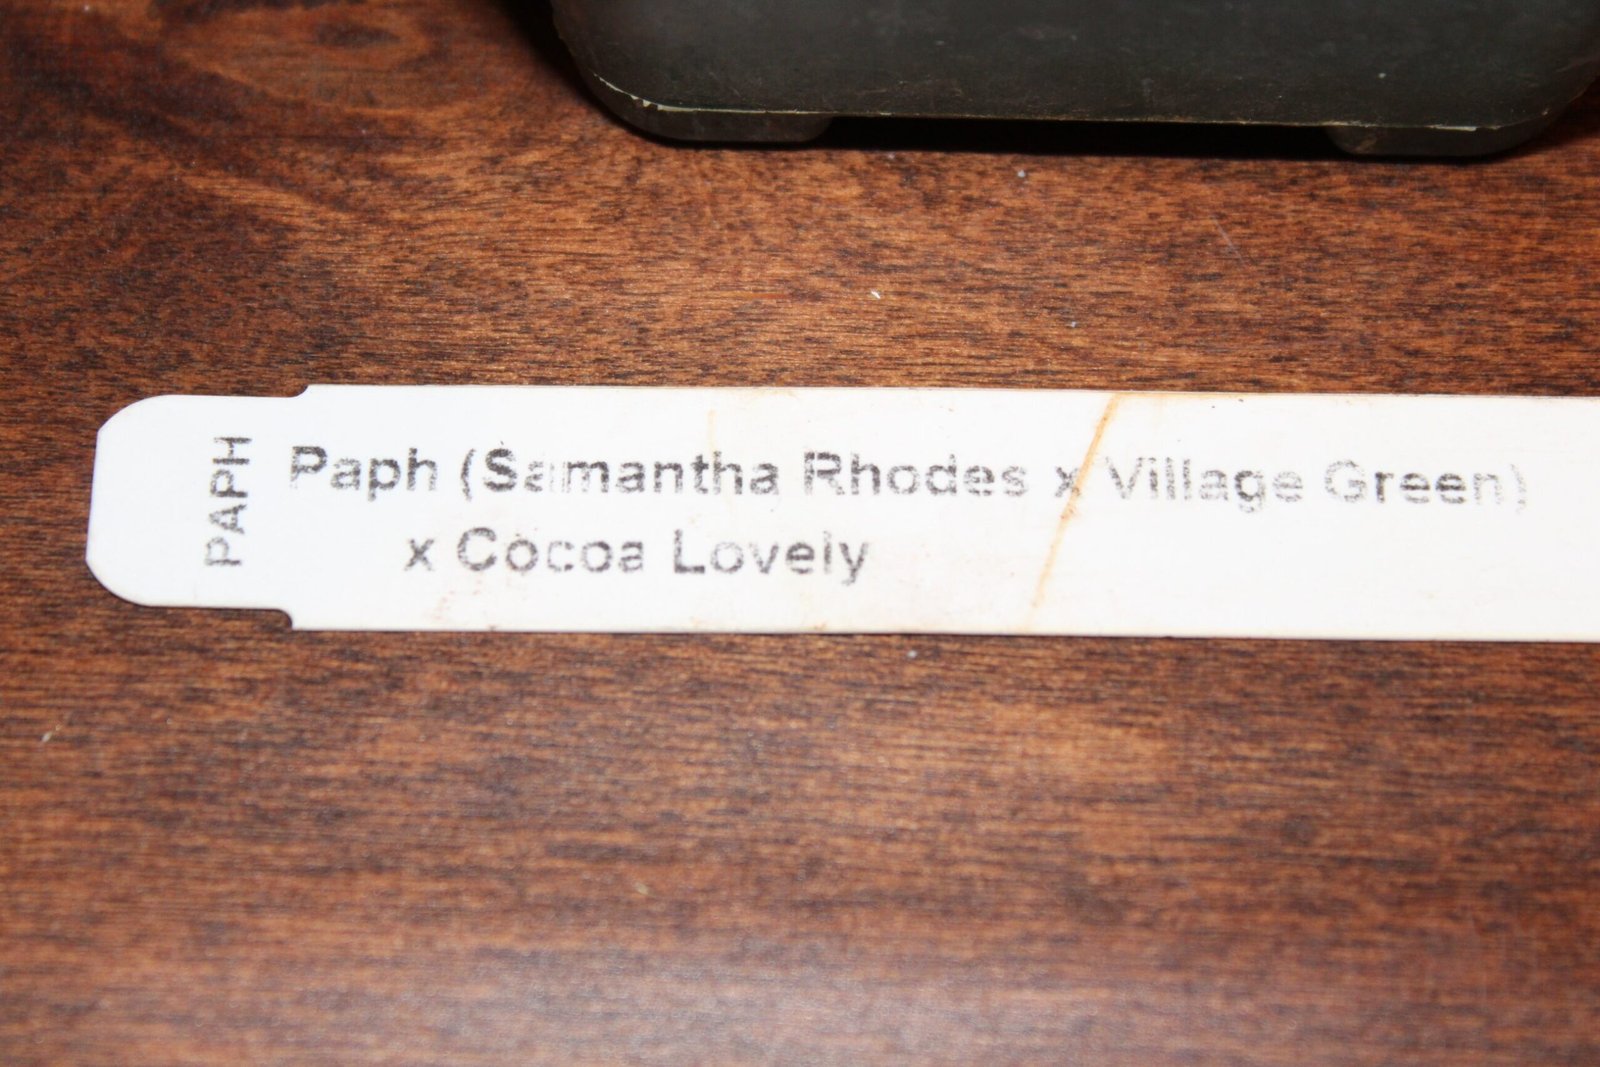 PAPH
Paph (Samantha Rhodes x Village Green)
x Cocoa Lovely